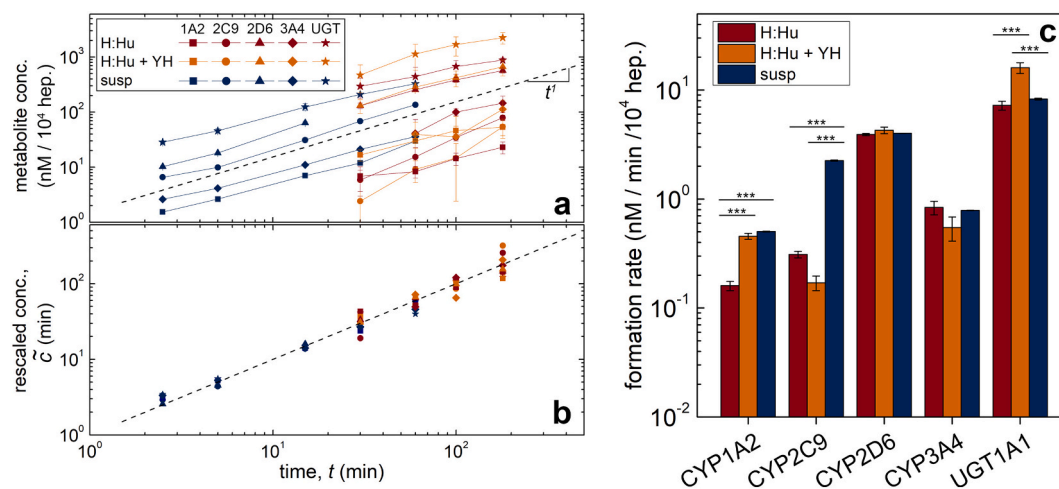 1A2 2C9 2D6 3A4 UGT
H:Hu
H:Hu + YH
susp
metabolite conc.
(nM / 10⁴ hep.)
10³
10²
10¹
10⁰
t¹
a
rescaled conc.,
c̃ (min)
10²
10¹
10⁰
b
10⁰ 10¹ 10²
time, t (min)
c
H:Hu
H:Hu + YH
susp
***
***
***
***
***
***
formation rate (nM / min /10⁴ hep.)
10¹
10⁰
10⁻¹
10⁻²
CYP1A2
CYP2C9
CYP2D6
CYP3A4
UGT1A1